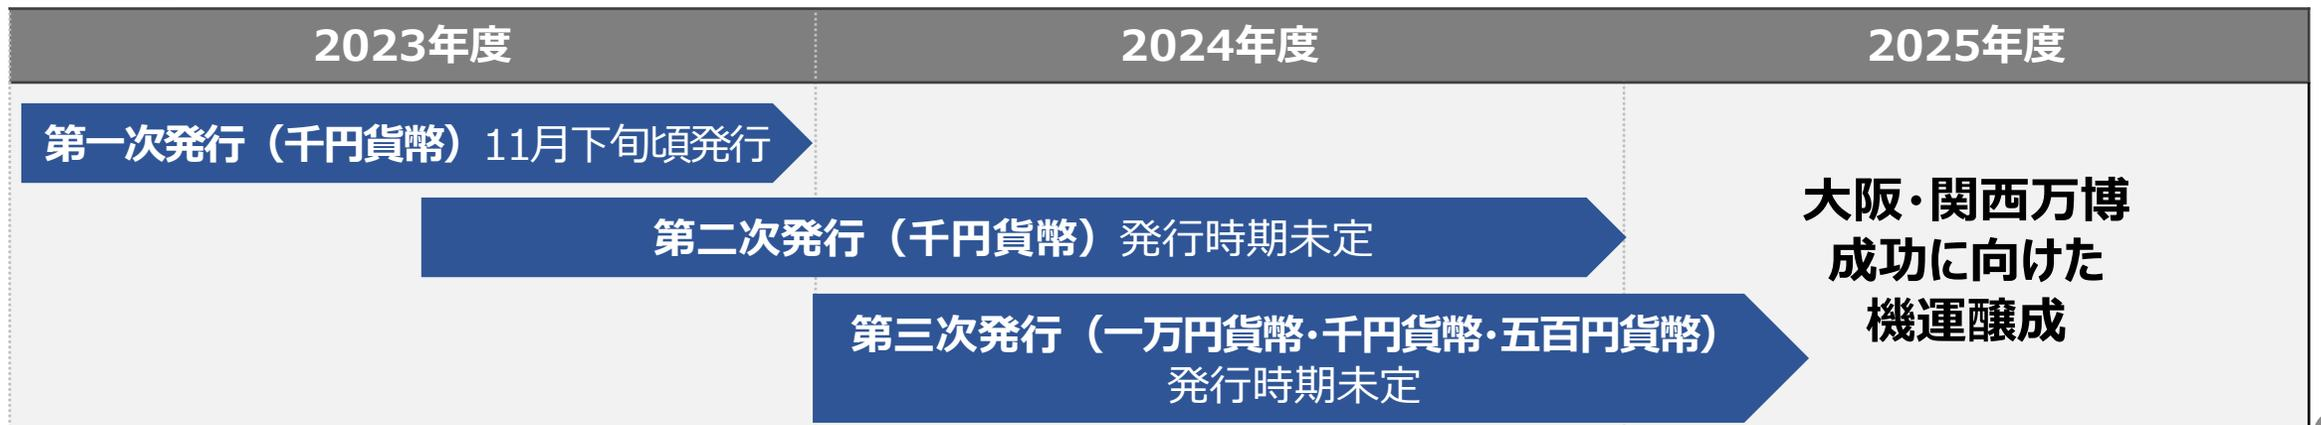 2023年度
2024年度
2025年度
第一次発行（千円貨幣）11月下旬頃発行
第二次発行（千円貨幣）発行時期未定
第三次発行（一万円貨幣・千円貨幣・五百円貨幣）
発行時期未定
大阪・関西万博
成功に向けた
機運醸成